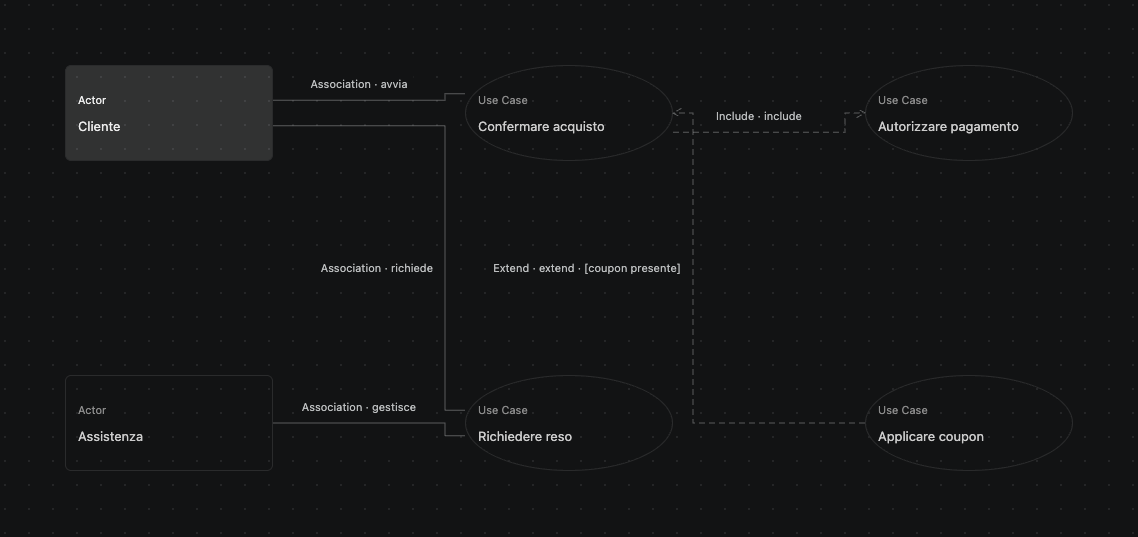 Actor
Cliente
Association · avvia
Use Case
Confermare acquisto
Include · include
Use Case
Autorizzare pagamento
Association · richiede
Extend · extend · [coupon presente]
Actor
Assistenza
Association · gestisce
Use Case
Richiedere reso
Use Case
Applicare coupon